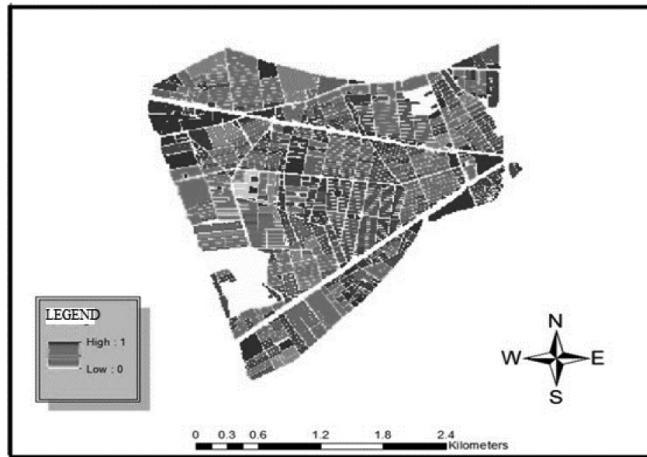 LEGEND
High : 1
Low : 0
N
W E
S
0 0.3 0.6 1.2 1.8 2.4
Kilometers